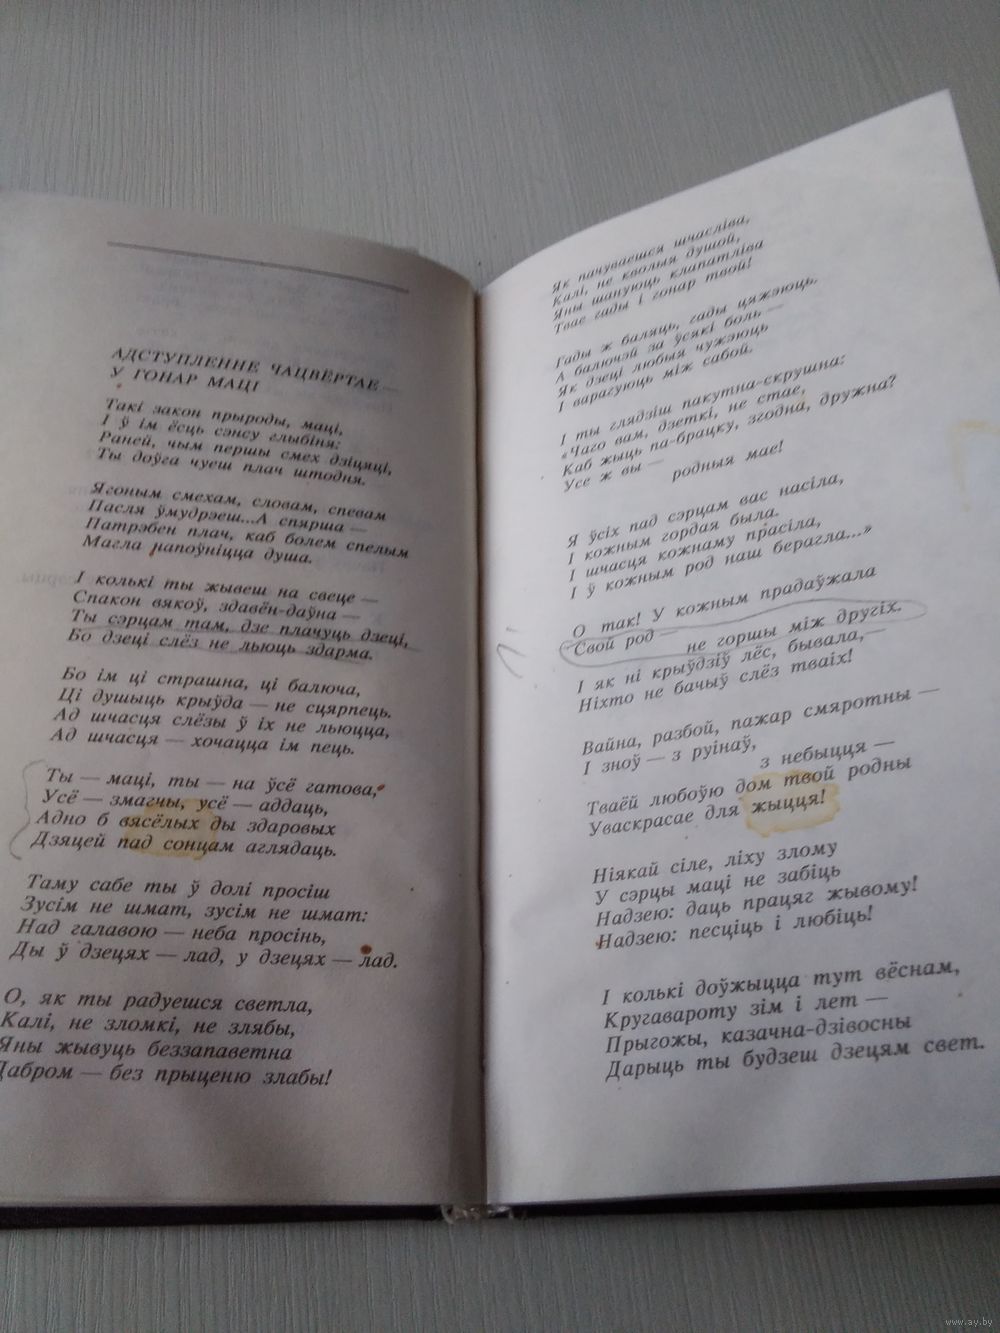 АДСТУПЛЕННЕ ЧАЦВЁРТАЕ —
У ГОНАР МАЦІ
Такі закон прыроды, маці,
І ў ім ёсць сэнсу глыбіня:
Раней, чым першы смех дзіцяці,
Ты доўга чуеш плач штодня.
Ягоным смехам, словам, спевам
Пасля ўмудрэеш...А спярша —
Патрэбен плач, каб болем спелым
Магла напоўніцца душа.
І колькі ты жывеш на свеце —
Спакон вякоў, здавён-даўна —
Ты сэрцам там, дзе плачуць дзеці,
Бо дзеці слёз не льюць здарма.
Бо ім ці страшна, ці балюча,
Ці душыць крыўда — не сцярпець.
Ад шчасця слёзы ў іх не льюцца,
Ад шчасця — хочацца ім пець.
Ты — маці, ты — на ўсё гатова,
Усё — змагчы, усё — аддаць,
Адно б вясёлых ды здаровых
Дзяцей пад сонцам аглядаць.
Таму сабе ты ў долі просіш
Зусім не шмат, зусім не шмат:
Над галавою — неба просінь,
Ды ў дзецях — лад, у дзецях — лад.
О, як ты радуешся светла,
Калі, не зломкі, не злябы,
Яны жывуць беззапаветна
Дабром — без прыценю злабы!
Як пачуваешся шчасліва,
Калі, не кволыя душой,
Яны шануюць клапатліва
Твае гады і гонар твой!
Гады ж баляць, гады цяжэюць.
А балючэй за ўсякі боль —
Як дзеці любыя чужэюць
І варагуюць між сабой.
І ты глядзіш пакутна-скрушна:
«Чаго вам, дзеткі, не стае,
Каб жыць па-брацку, згодна, дружна?
Усе ж вы —
родныя мае!
Я ўсіх пад сэрцам вас насіла,
І кожным гордая была.
І шчасця кожнаму прасіла,
І ў кожным род наш берагла...»
О так! У кожным прадаўжала
Свой род —
не горшы між другіх.
І як ні крыўдзіў лёс, бывала, —
Ніхто не бачыў слёз тваіх!
Вайна, разбой, пажар смяротны —
І зноў — з руінаў,
з небыцця —
Тваёй любоўю дом твой родны
Уваскрасае для жыцця!
Ніякай сіле, ліху злому
У сэрцы маці не забіць
Надзею: даць працяг жывому!
Надзею: песціць і любіць!
І колькі доўжыцца тут вёснам,
Кругавароту зім і лет —
Прыгожы, казачна-дзівосны
Дарыць ты будзеш дзецям свет.
www.ay.by